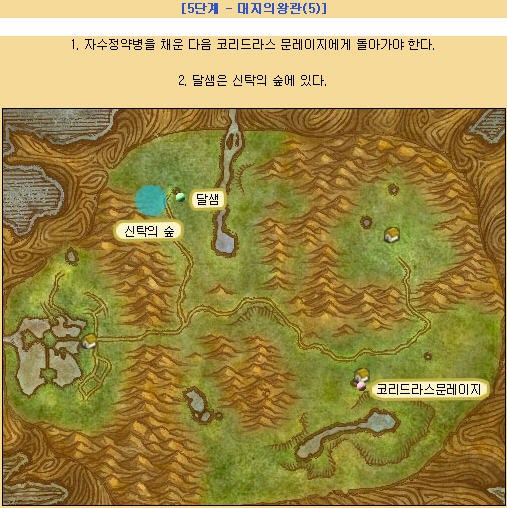 [5단계 - 대지의왕관(5)]
1. 자수정약병을 채운 다음 코리드라스 문레이지에게 돌아가야 한다.
2. 달샘은 신탁의 숲에 있다.
달샘
신탁의 숲
코리드라스문레이지